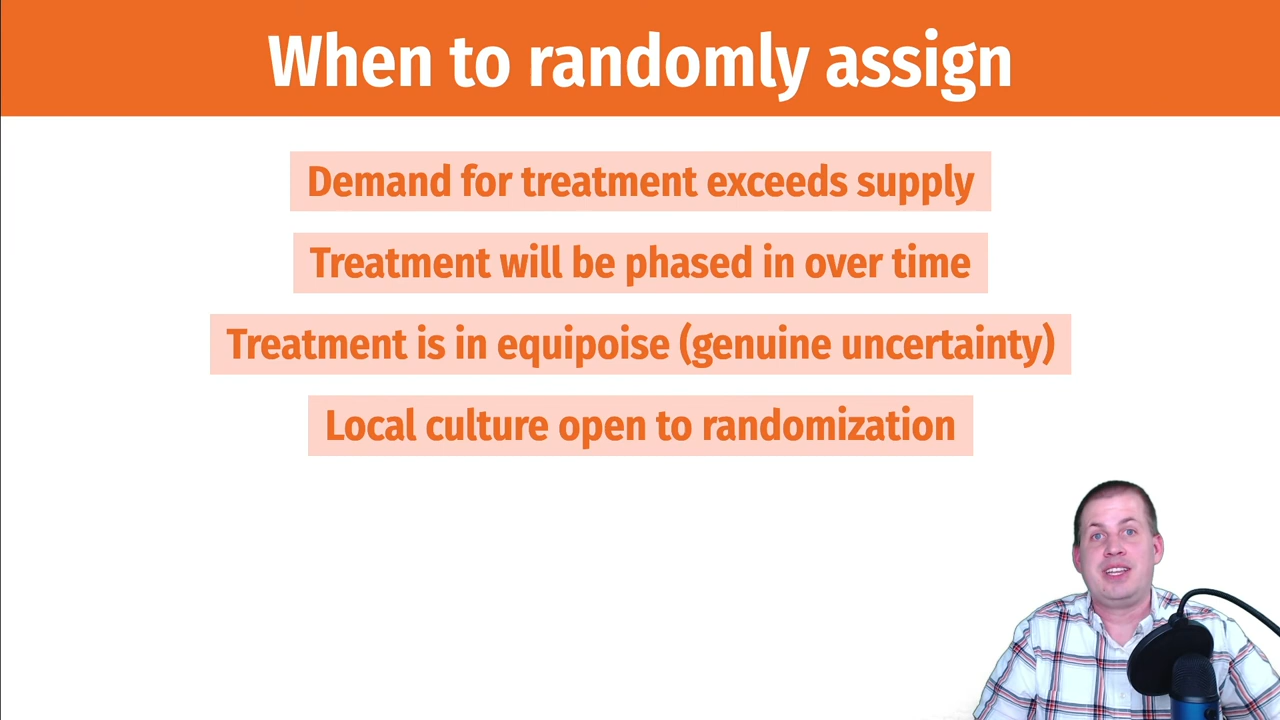 When to randomly assign
Demand for treatment exceeds supply
Treatment will be phased in over time
Treatment is in equipoise (genuine uncertainty)
Local culture open to randomization